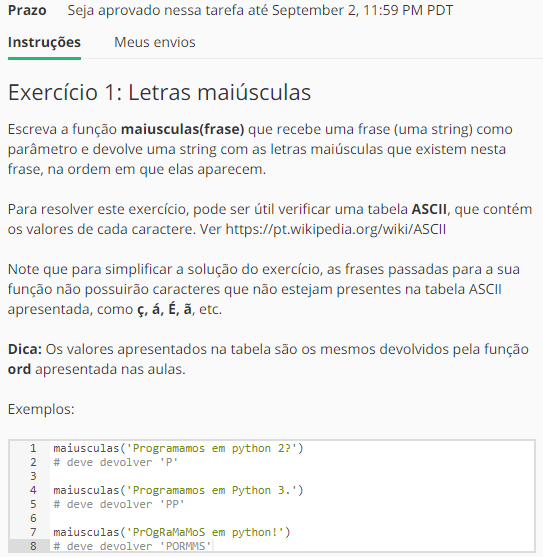 Prazo Seja aprovado nessa tarefa até September 2, 11:59 PM PDT
Instruções Meus envios
Exercício 1: Letras maiúsculas
Escreva a função maiusculas(frase) que recebe uma frase (uma string) como
parâmetro e devolve uma string com as letras maiúsculas que existem nesta
frase, na ordem em que elas aparecem.
Para resolver este exercício, pode ser útil verificar uma tabela ASCII, que contém
os valores de cada caractere. Ver https://pt.wikipedia.org/wiki/ASCII
Note que para simplificar a solução do exercício, as frases passadas para a sua
função não possuirão caracteres que não estejam presentes na tabela ASCII
apresentada, como ç, á, É, ã, etc.
Dica: Os valores apresentados na tabela são os mesmos devolvidos pela função
ord apresentada nas aulas.
Exemplos:
1 maiusculas('Programamos em python 2?')
2 # deve devolver 'P'
3
4 maiusculas('Programamos em Python 3.')
5 # deve devolver 'PP'
6
7 maiusculas('PrOgRaMaMoS em python!')
8 # deve devolver 'PORMMS'